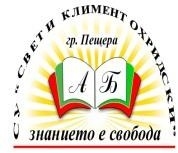 СУ "СВЕТИ КЛИМЕНТ ОХРИДСКИ"
гр. Пещера
А Б
знанието е свобода